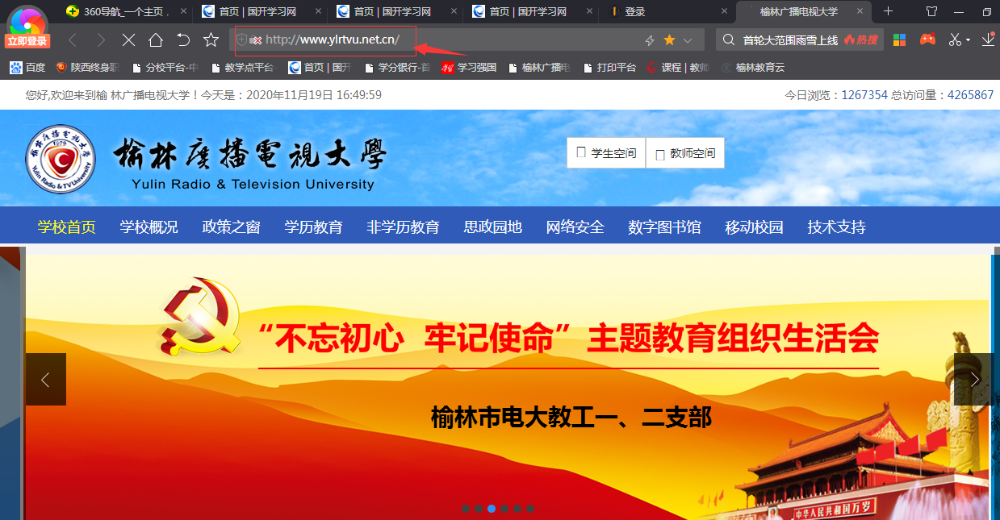 360导航_一个主页,
首页 | 国开学习网
首页 | 国开学习网
首页 | 国开学习网
登录
榆林广播电视大学
立即登录
http://www.ylrtvu.net.cn/
首轮大范围雨雪上线
热搜
百度
陕西终身职
分校平台-中
教学点平台
首页 | 国开
学分银行-首
学习强国
榆林广播电
打印平台
课程 | 教师
榆林教育云
您好,欢迎来到榆 林广播电视大学！今天是：2020年11月19日 16:49:59
今日浏览：1267354 总访问量：4265867
榆林广播電視大學
Yulin Radio & Television University
1979
Yulin Radio & TV University
学生空间
教师空间
学校首页
学校概况
政策之窗
学历教育
非学历教育
思政园地
网络安全
数字图书馆
移动校园
技术支持
“不忘初心 牢记使命”主题教育组织生活会
榆林市电大教工一、二支部
中华人民共和国万岁